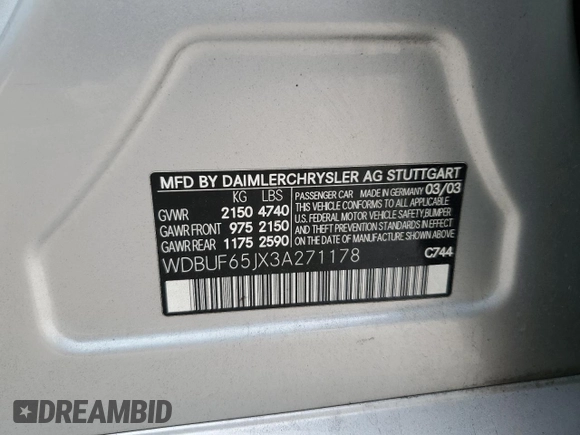 MFD BY DAIMLERCHRYSLER AG STUTTGART
KG LBS
GVWR 2150 4740
GAWR FRONT 975 2150
GAWR REAR 1175 2590
PASSENGER CAR MADE IN GERMANY 03/03
THIS VEHICLE CONFORMS TO ALL APPLICABLE
U.S. FEDERAL MOTOR VEHICLE SAFETY, BUMPER
AND THEFT PREVENTION STANDARDS IN EFFECT
ON THE DATE OF MANUFACTURE SHOWN ABOVE
WDBUF65JX3A271178
C744
DREAMBID